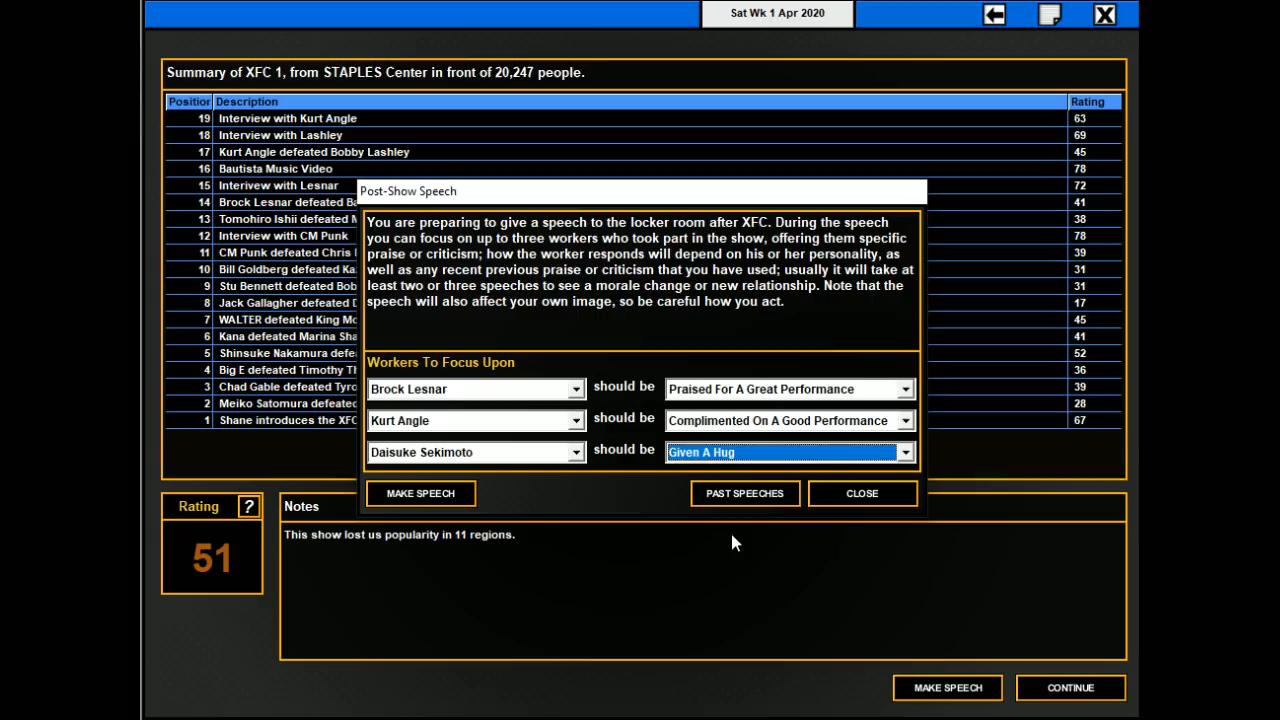 Sat Wk 1 Apr 2020
Summary of XFC 1, from STAPLES Center in front of 20,247 people.
Position Description Rating
19 Interview with Kurt Angle 63
18 Interview with Lashley 69
17 Kurt Angle defeated Bobby Lashley 45
16 Bautista Music Video 78
15 Interivew with Lesnar 72
14 Brock Lesnar defeated Ba 41
13 Tomohiro Ishii defeated M 38
12 Interview with CM Punk 78
11 CM Punk defeated Chris 39
10 Bill Goldberg defeated Ka 31
9 Stu Bennett defeated Bob 31
8 Jack Gallagher defeated 17
7 WALTER defeated King Mo 45
6 Kana defeated Marina Sha 41
5 Shinsuke Nakamura defe 52
4 Big E defeated Timothy Th 36
3 Chad Gable defeated Tyro 39
2 Meiko Satomura defeated 28
1 Shane introduces the XFC 67
Post-Show Speech
You are preparing to give a speech to the locker room after XFC. During the speech
you can focus on up to three workers who took part in the show, offering them specific
praise or criticism; how the worker responds will depend on his or her personality, as
well as any recent previous praise or criticism that you have used; usually it will take at
least two or three speeches to see a morale change or new relationship. Note that the
speech will also affect your own image, so be careful how you act.
Workers To Focus Upon
Brock Lesnar should be Praised For A Great Performance
Kurt Angle should be Complimented On A Good Performance
Daisuke Sekimoto should be Given A Hug
MAKE SPEECH PAST SPEECHES CLOSE
Rating ? Notes
51 This show lost us popularity in 11 regions.
MAKE SPEECH CONTINUE